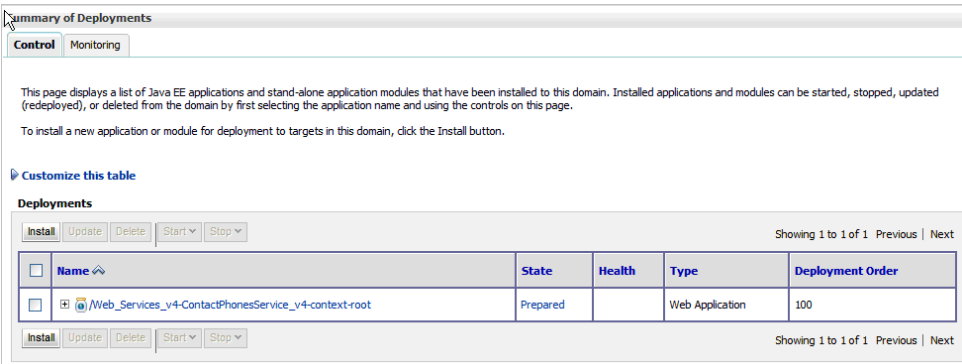 Summary of Deployments
Control Monitoring
This page displays a list of Java EE applications and stand-alone application modules that have been installed to this domain. Installed applications and modules can be started, stopped, updated
(redeployed), or deleted from the domain by first selecting the application name and using the controls on this page.
To install a new application or module for deployment to targets in this domain, click the Install button.
Customize this table
Deployments
Install Update Delete Start Stop Showing 1 to 1 of 1 Previous | Next
Name State Health Type Deployment Order
/Web_Services_v4-ContactPhonesService_v4-context-root Prepared Web Application 100
Install Update Delete Start Stop Showing 1 to 1 of 1 Previous | Next